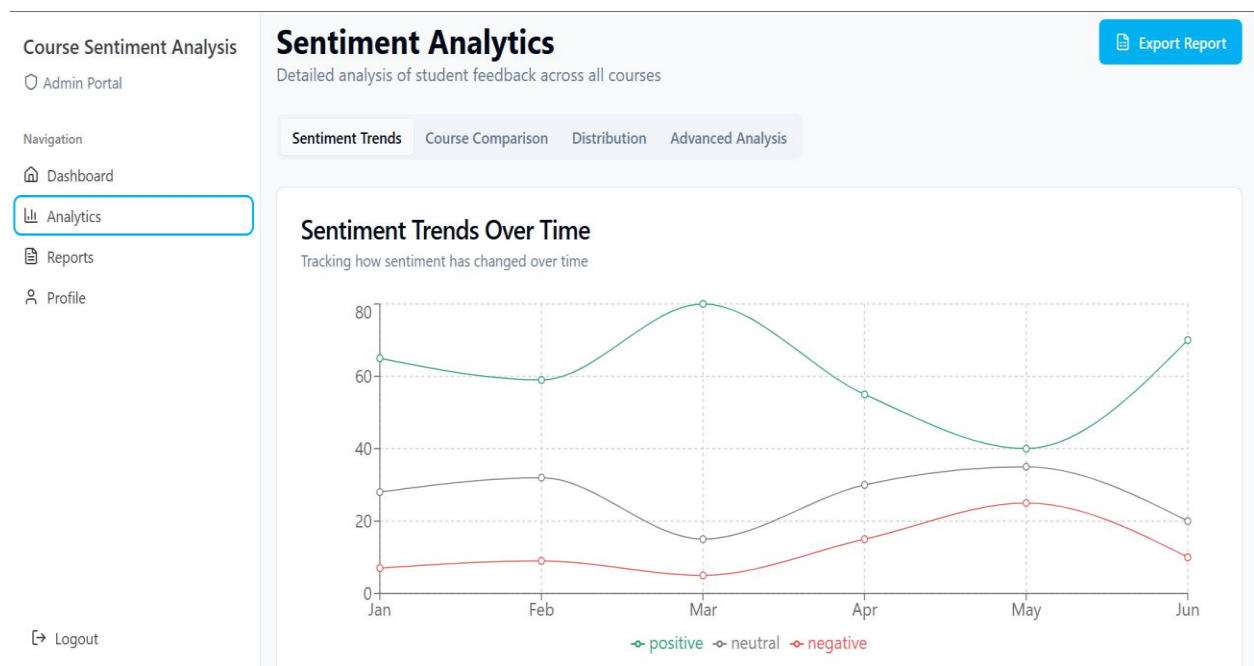 Course Sentiment Analysis
Admin Portal
Navigation
Dashboard
Analytics
Reports
Profile
Logout
Sentiment Analytics
Detailed analysis of student feedback across all courses
Export Report
Sentiment Trends Course Comparison Distribution Advanced Analysis
Sentiment Trends Over Time
Tracking how sentiment has changed over time
80
60
40
20
0
Jan Feb Mar Apr May Jun
positive neutral negative